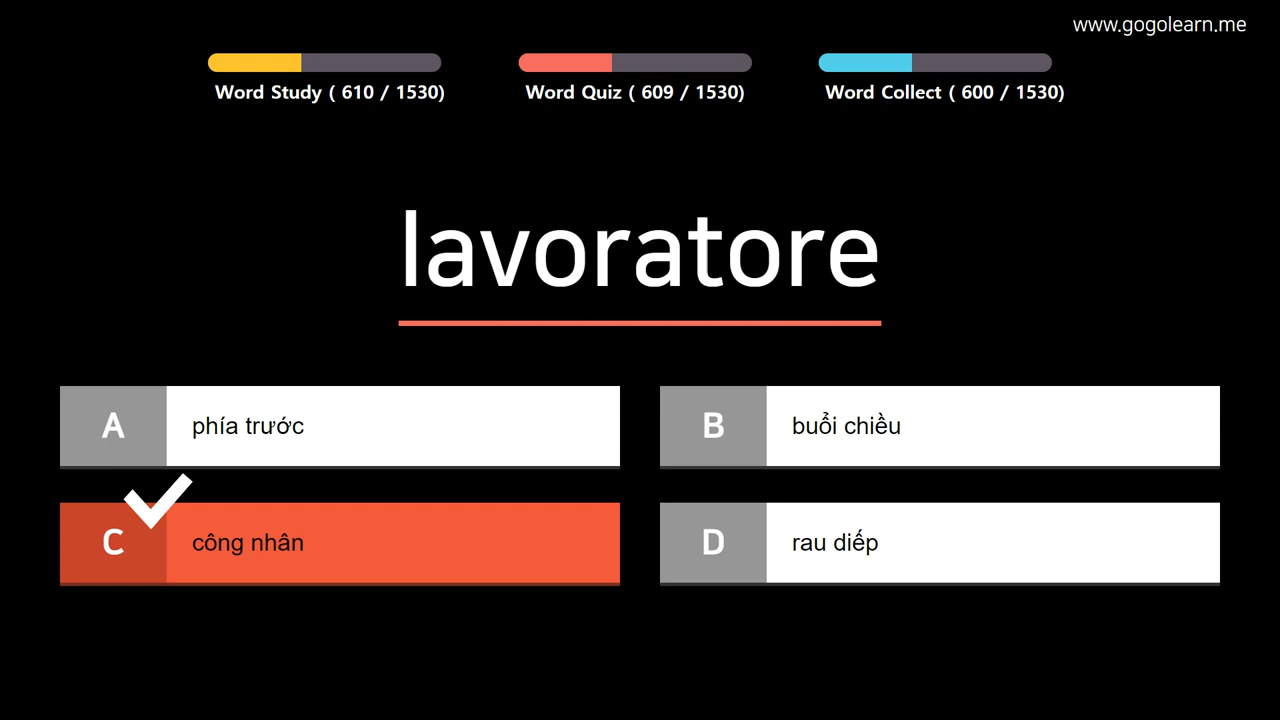 www.gogolearn.me
Word Study ( 610 / 1530)
Word Quiz ( 609 / 1530)
Word Collect ( 600 / 1530)
lavoratore
A phía trước
B buổi chiều
C công nhân
D rau diếp